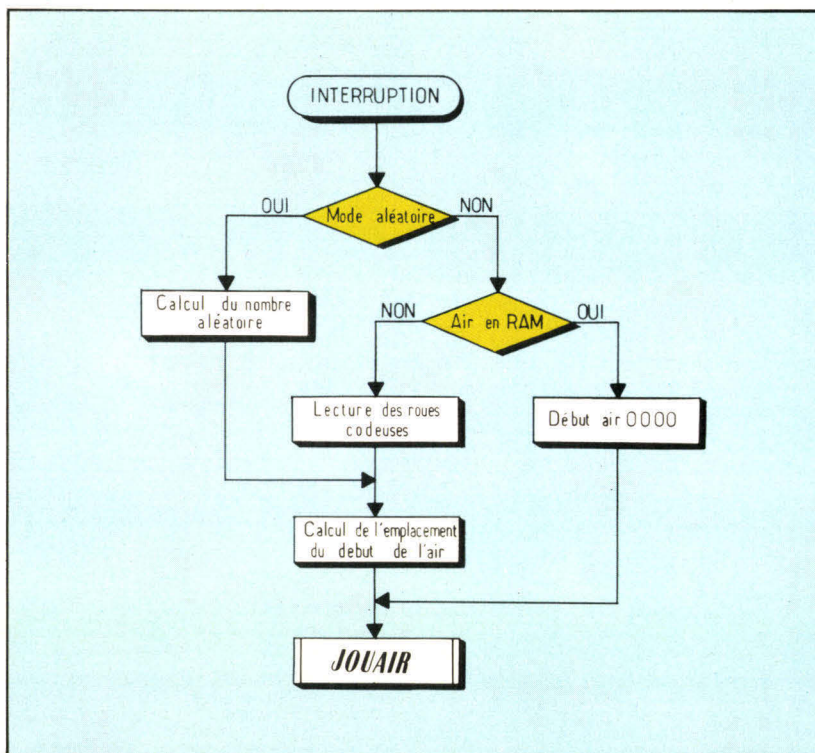 INTERRUPTION
OUI
Mode aléatoire
NON
Calcul du nombre
aléatoire
NON
Air en RAM
OUI
Lecture des roues
codeuses
Début air 0000
Calcul de l'emplacement
du debut de l'air
JOUAIR